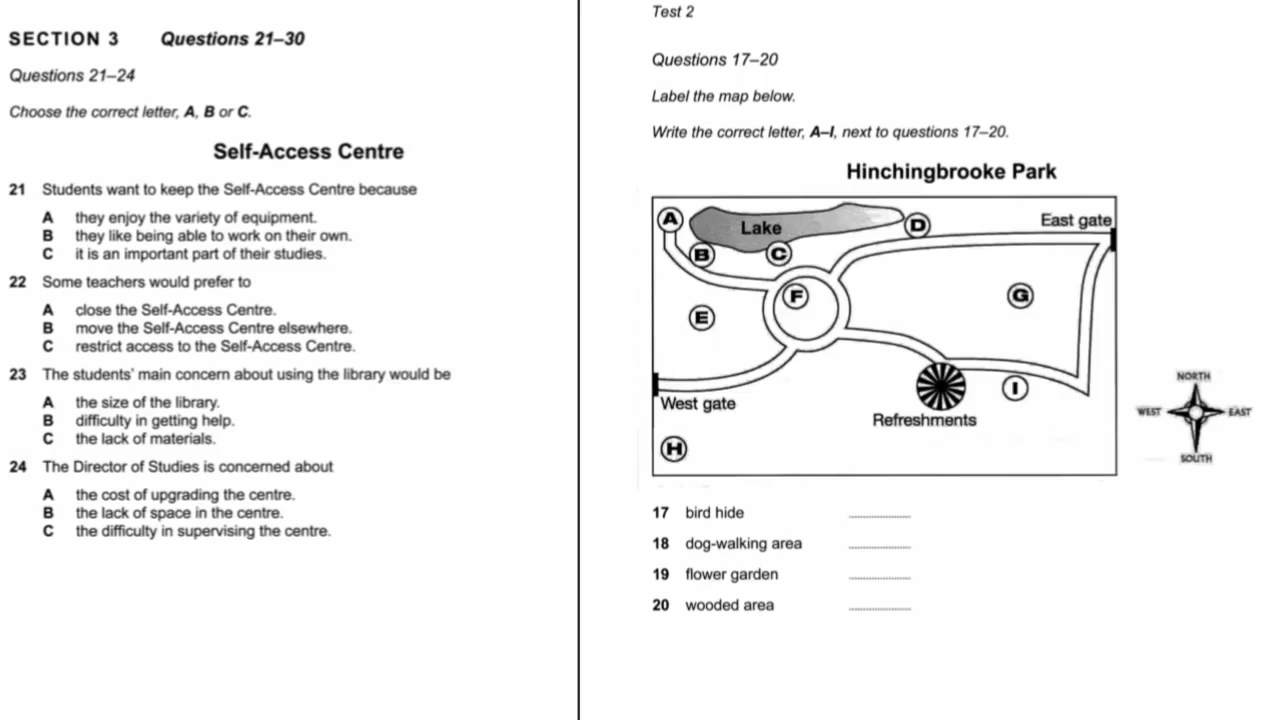 SECTION 3 Questions 21–30
Questions 21–24
Choose the correct letter, A, B or C.
Self-Access Centre
21 Students want to keep the Self-Access Centre because
A they enjoy the variety of equipment.
B they like being able to work on their own.
C it is an important part of their studies.
22 Some teachers would prefer to
A close the Self-Access Centre.
B move the Self-Access Centre elsewhere.
C restrict access to the Self-Access Centre.
23 The students' main concern about using the library would be
A the size of the library.
B difficulty in getting help.
C the lack of materials.
24 The Director of Studies is concerned about
A the cost of upgrading the centre.
B the lack of space in the centre.
C the difficulty in supervising the centre.
Test 2
Questions 17–20
Label the map below.
Write the correct letter, A–I, next to questions 17–20.
Hinchingbrooke Park
A
Lake
D
East gate
B
C
F
G
E
West gate
I
Refreshments
H
NORTH
WEST
EAST
SOUTH
17 bird hide
18 dog-walking area
19 flower garden
20 wooded area